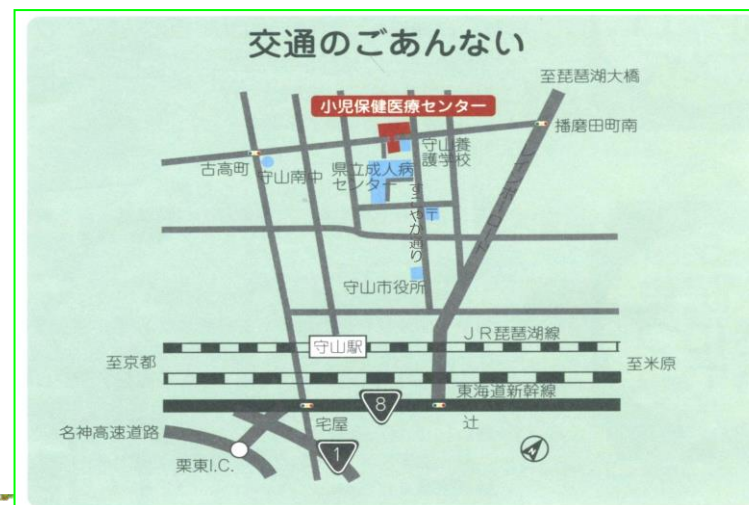 交通のごあんない
至琵琶湖大橋
小児保健医療センター
播磨田町南
守山養
護学校
古高町
守山南中
県立成人病
センター
すこやか通り
〒
守山市役所
JR琵琶湖線
守山駅
至京都
至米原
東海道新幹線
8
宅屋
辻
名神高速道路
1
栗東I.C.